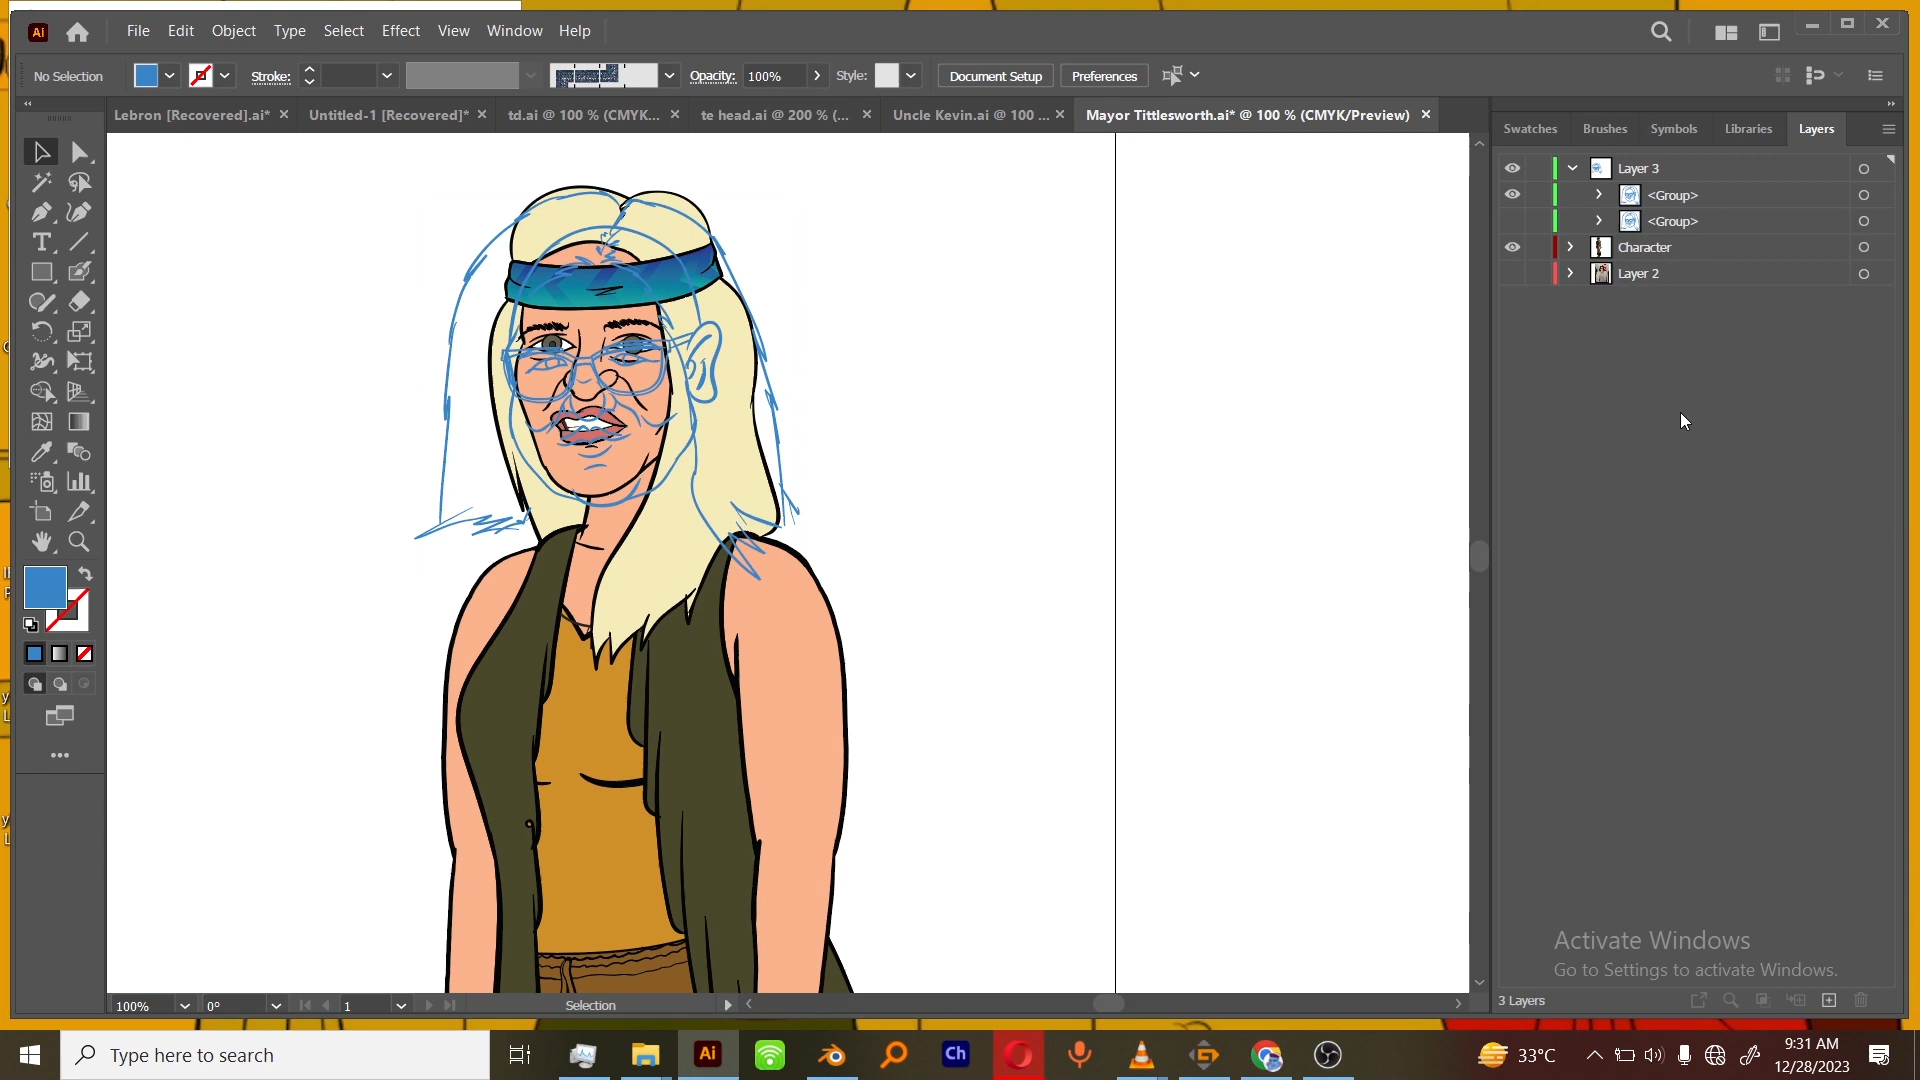 Ai
File Edit Object Type Select Effect View Window Help
No Selection Stroke: Opacity: 100% Style: Document Setup Preferences
Lebron [Recovered].ai* × Untitled-1 [Recovered]* × td.ai @ 100 % (CMYK... × te head.ai @ 200 % (... × Uncle Kevin.ai @ 100 ... × Mayor Tittlesworth.ai* @ 100 % (CMYK/Preview) ×
Swatches Brushes Symbols Libraries Layers
Layer 3
<Group>
<Group>
Character
Layer 2
Activate Windows
Go to Settings to activate Windows.
3 Layers
100% 0° 1 Selection
Type here to search
Ai
Ch
33°C
9:31 AM
12/28/2023